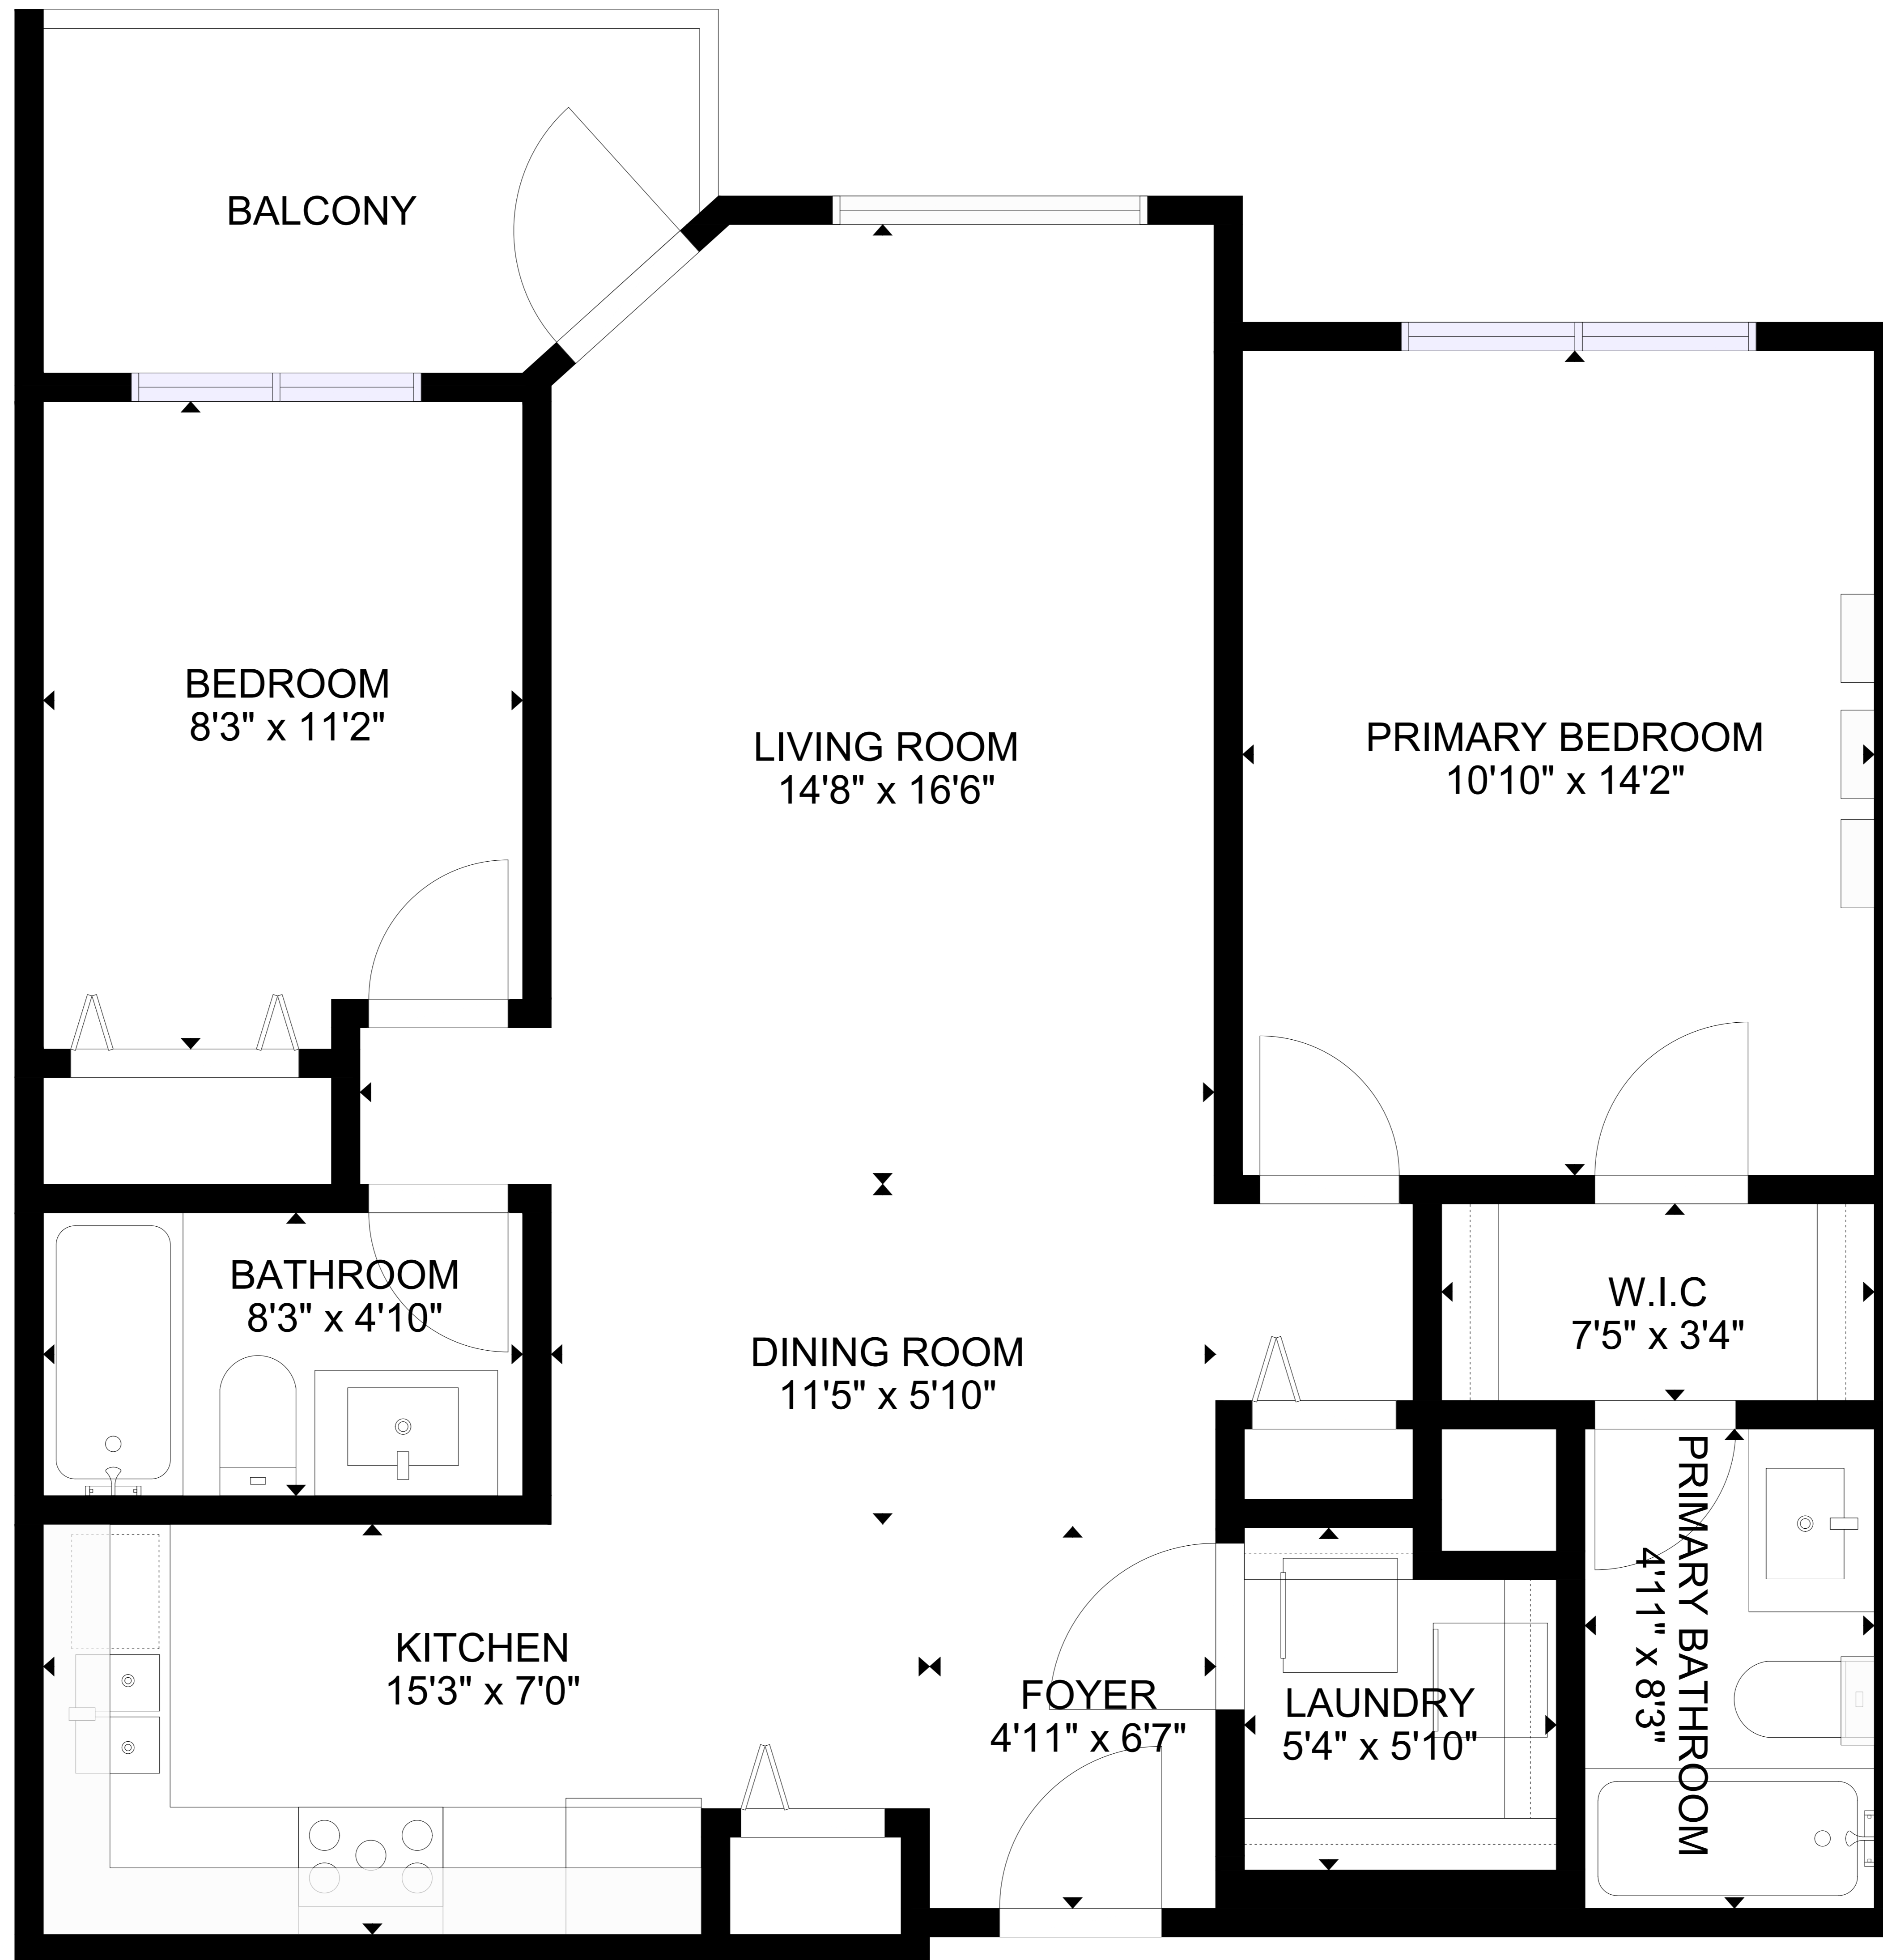 BALCONY
BEDROOM
8'3" x 11'2"
LIVING ROOM
14'8" x 16'6"
PRIMARY BEDROOM
10'10" x 14'2"
BATHROOM
8'3" x 4'10"
DINING ROOM
11'5" x 5'10"
W.I.C
7'5" x 3'4"
KITCHEN
15'3" x 7'0"
FOYER
4'11" x 6'7"
LAUNDRY
5'4" x 5'10"
PRIMARY BATHROOM
4'11" x 8'3"